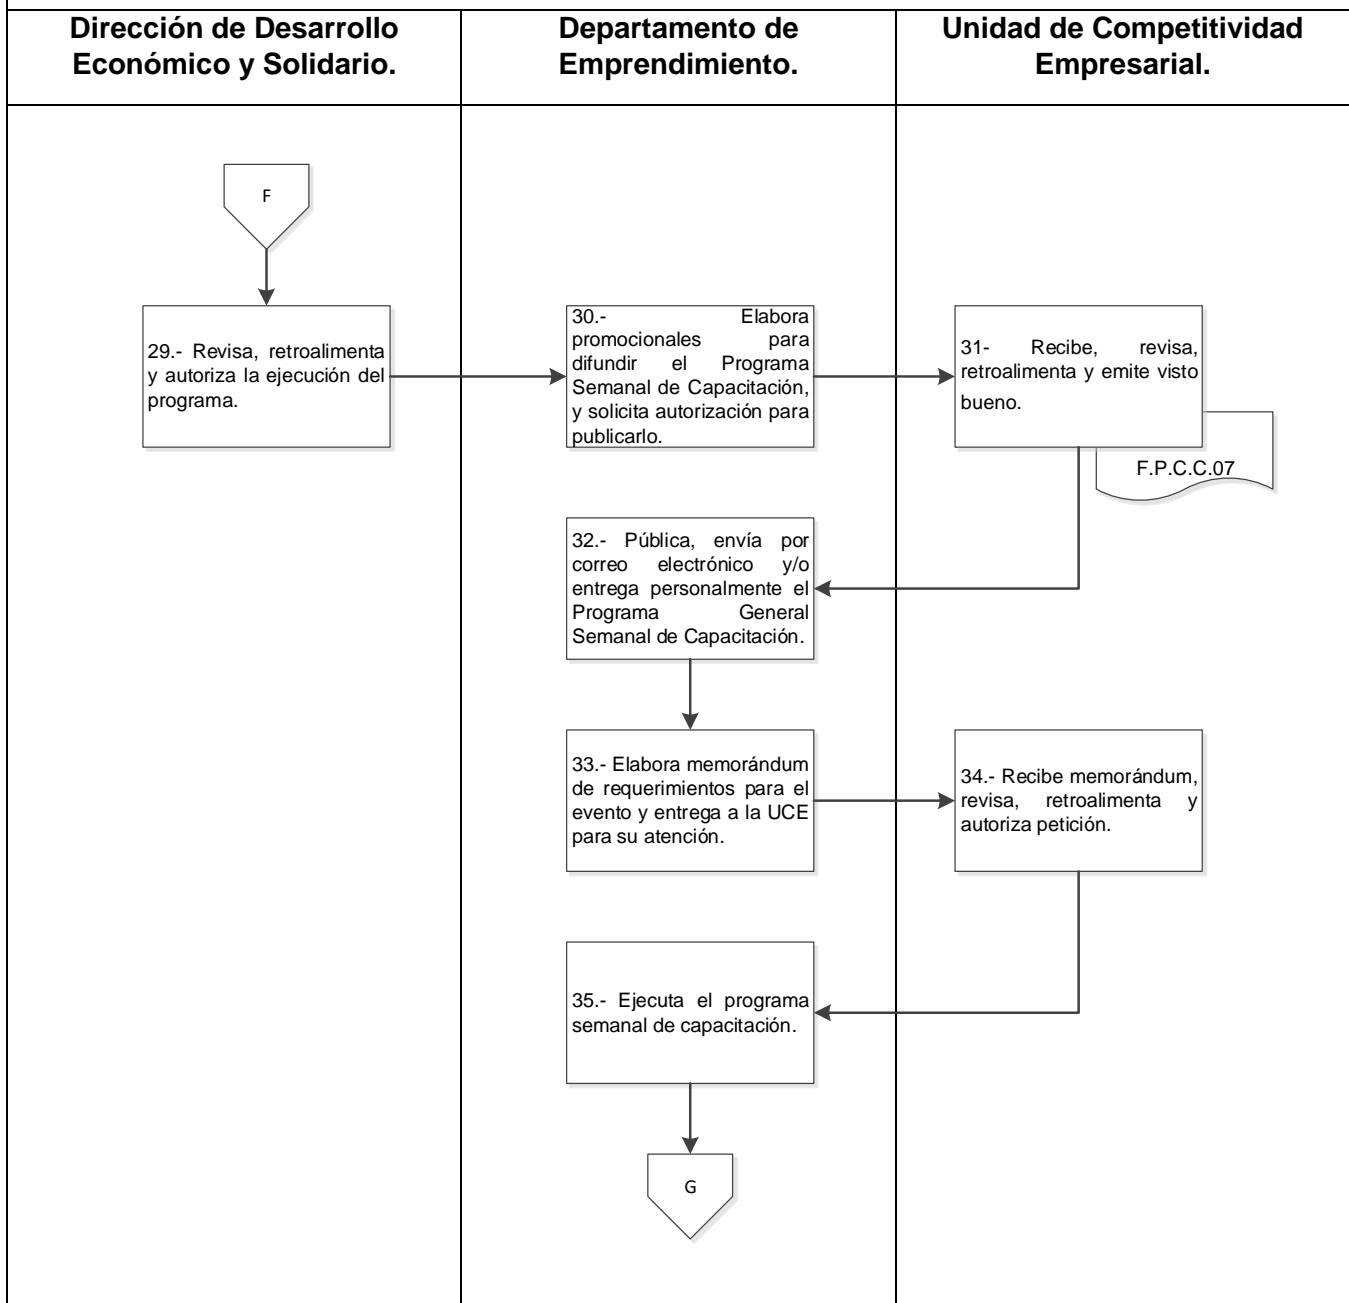 Dirección de Desarrollo
Económico y Solidario.
Departamento de
Emprendimiento.
Unidad de Competitividad
Empresarial.
F
29.- Revisa, retroalimenta
y autoriza la ejecución del
programa.
30.- Elabora
promocionales para
difundir el Programa
Semanal de Capacitación,
y solicita autorización para
publicarlo.
31- Recibe, revisa,
retroalimenta y emite visto
bueno.
F.P.C.C.07
32.- Pública, envía por
correo electrónico y/o
entrega personalmente el
Programa General
Semanal de Capacitación.
33.- Elabora memorándum
de requerimientos para el
evento y entrega a la UCE
para su atención.
34.- Recibe memorándum,
revisa, retroalimenta y
autoriza petición.
35.- Ejecuta el programa
semanal de capacitación.
G